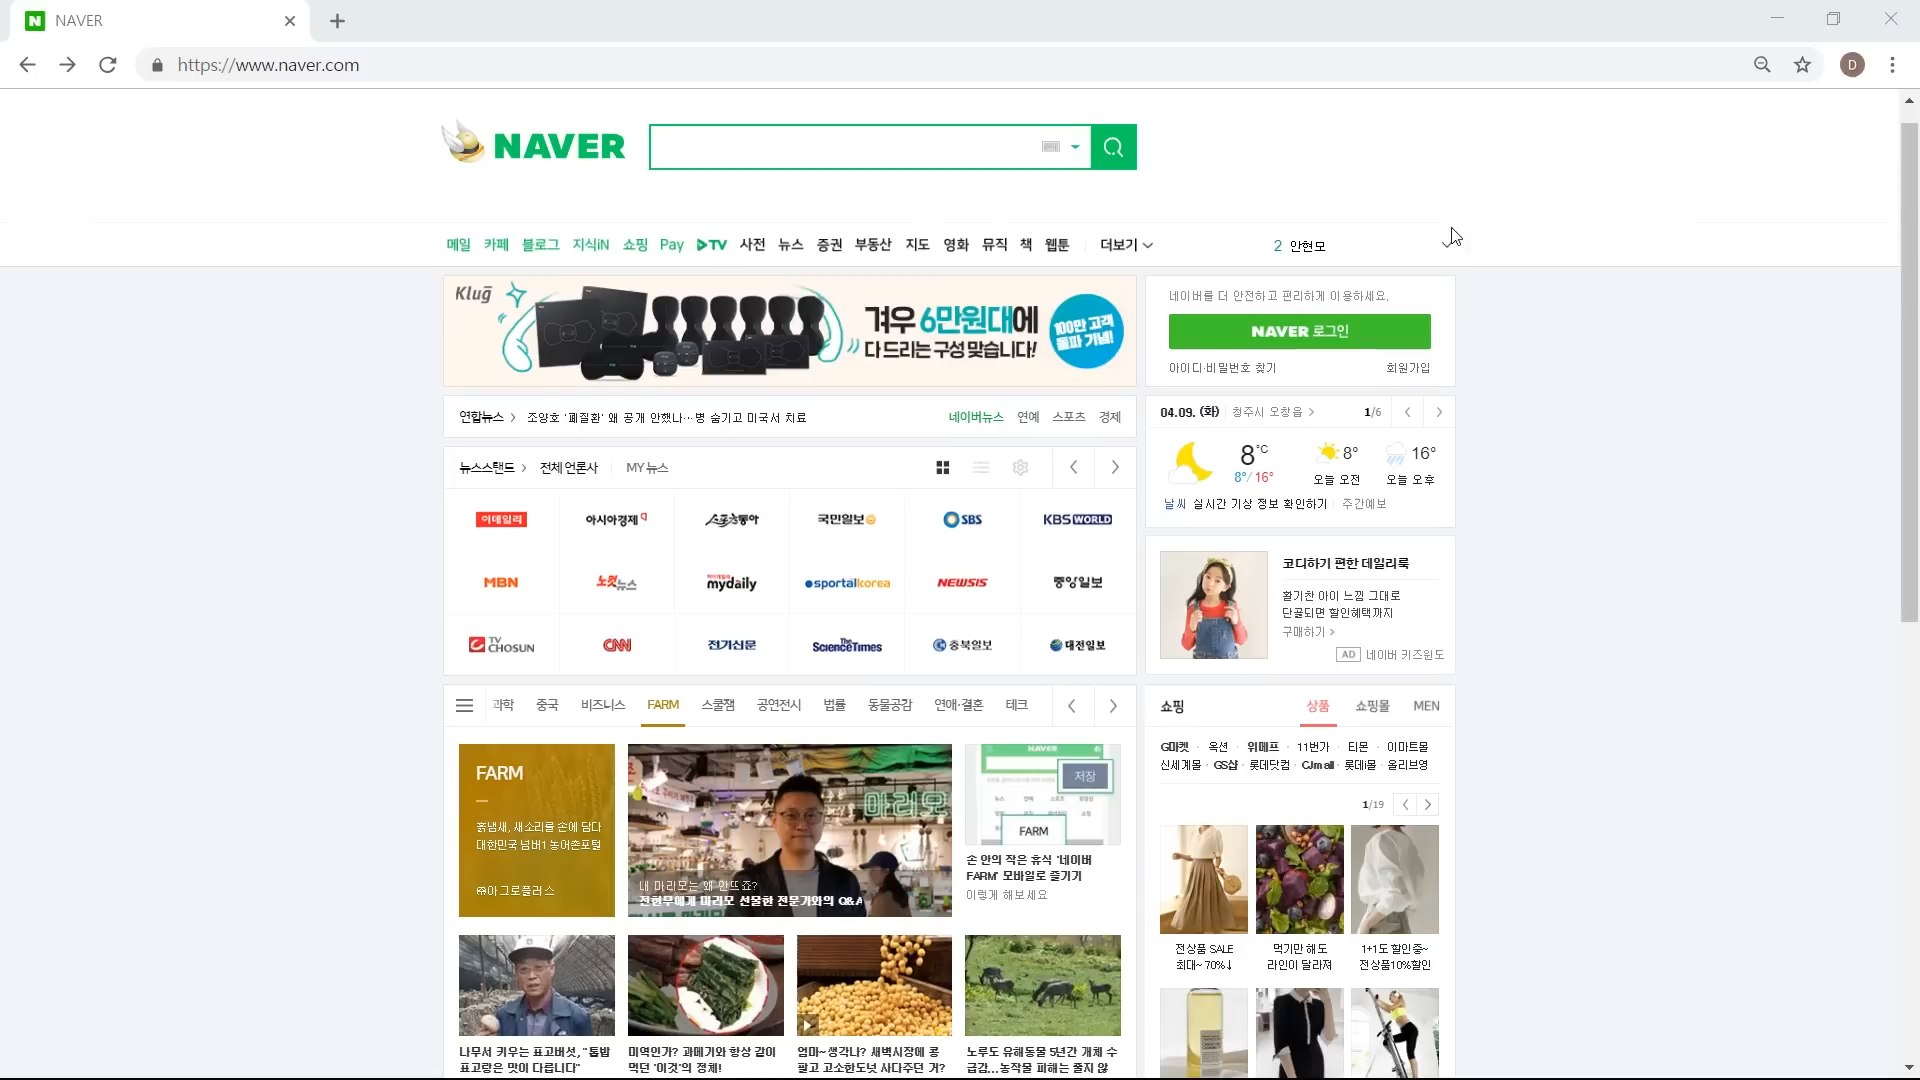 NAVER
https://www.naver.com
D
NAVER
메일 카페 블로그 지식iN 쇼핑 Pay TV 사전 뉴스 증권 부동산 지도 영화 뮤직 책 웹툰 더보기
2 안현모
Klug
겨우 6만원대에
다 드리는 구성 맞습니다!
100만 고객
돌파 기념!
네이버를 더 안전하고 편리하게 이용하세요.
NAVER 로그인
아이디·비밀번호 찾기 회원가입
연합뉴스 > 조양호 '폐질환' 왜 공개 안했나…병 숨기고 미국서 치료
네이버뉴스 연예 스포츠 경제
04.09. (화) 청주시 오창읍 > 1/6
8°C
8°/16°
8° 16°
오늘 오전 오늘 오후
날씨 실시간 기상 정보 확인하기 주간예보
뉴스스탠드 > 전체 언론사 MY 뉴스
이데일리 아시아경제 스포츠동아 국민일보 SBS KBS WORLD
MBN 노컷뉴스 마이데일리 mydaily sportalkorea NEWSIS 중앙일보
TV CHOSUN CNN 전기신문 The ScienceTimes 충북일보 대전일보
코디하기 편한 데일리룩
활기찬 아이 느낌 그대로
단골되면 할인혜택까지
구매하기 >
AD 네이버 키즈윈도
과학 중국 비즈니스 FARM 스쿨잼 공연전시 법률 동물공감 연애·결혼 테크
FARM
흙냄새, 새소리를 손에 담다
대한민국 넘버1 농어촌포털
아그로플러스
마리모
내 마리모는 왜 안뜨죠?
전현무에게 마리모 선물한 전문가와의 Q&A
NAVER
저장
FARM
손 안의 작은 휴식 '네이버
FARM' 모바일로 즐기기
이렇게 해보세요
나무서 키우는 표고버섯, "톱밥
표고랑은 맛이 다릅니다"
미역인가? 과메기와 항상 같이
먹던 '이것'의 정체!
엄마~생각나? 새벽시장에 콩
팔고 고소한도넛 사다주던 거?
노루도 유해동물 5년간 개체 수
급감...농작물 피해는 줄지 않
쇼핑 상품 쇼핑몰 MEN
G마켓 · 옥션 · 위메프 · 11번가 · 티몬 · 이마트몰
신세계몰 · GS샵 · 롯데닷컴 · CJmall · 롯데i몰 · 올리브영
1/19
전상품 SALE
최대~70%↓
먹기만 해도
라인이 달라져
1+1도 할인중~
전상품10%할인